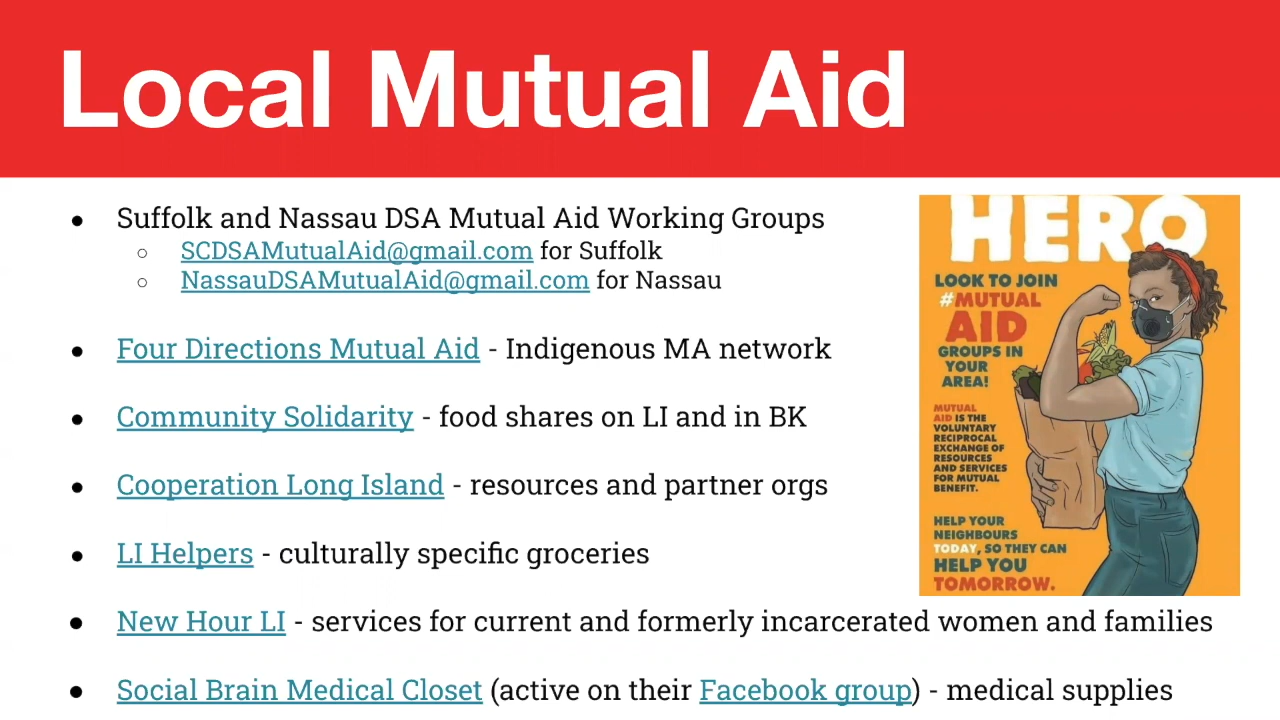 Local Mutual Aid
● Suffolk and Nassau DSA Mutual Aid Working Groups
○ SCDSAMutualAid@gmail.com for Suffolk
○ NassauDSAMutualAid@gmail.com for Nassau
● Four Directions Mutual Aid - Indigenous MA network
● Community Solidarity - food shares on LI and in BK
● Cooperation Long Island - resources and partner orgs
● LI Helpers - culturally specific groceries
● New Hour LI - services for current and formerly incarcerated women and families
● Social Brain Medical Closet (active on their Facebook group) - medical supplies
HERO
LOOK TO JOIN
#MUTUAL
AID
GROUPS IN
YOUR
AREA!
MUTUAL
AID IS THE
VOLUNTARY
RECIPROCAL
EXCHANGE OF
RESOURCES
AND SERVICES
FOR MUTUAL
BENEFIT.
HELP YOUR
NEIGHBOURS
TODAY, SO THEY CAN
HELP YOU
TOMORROW.